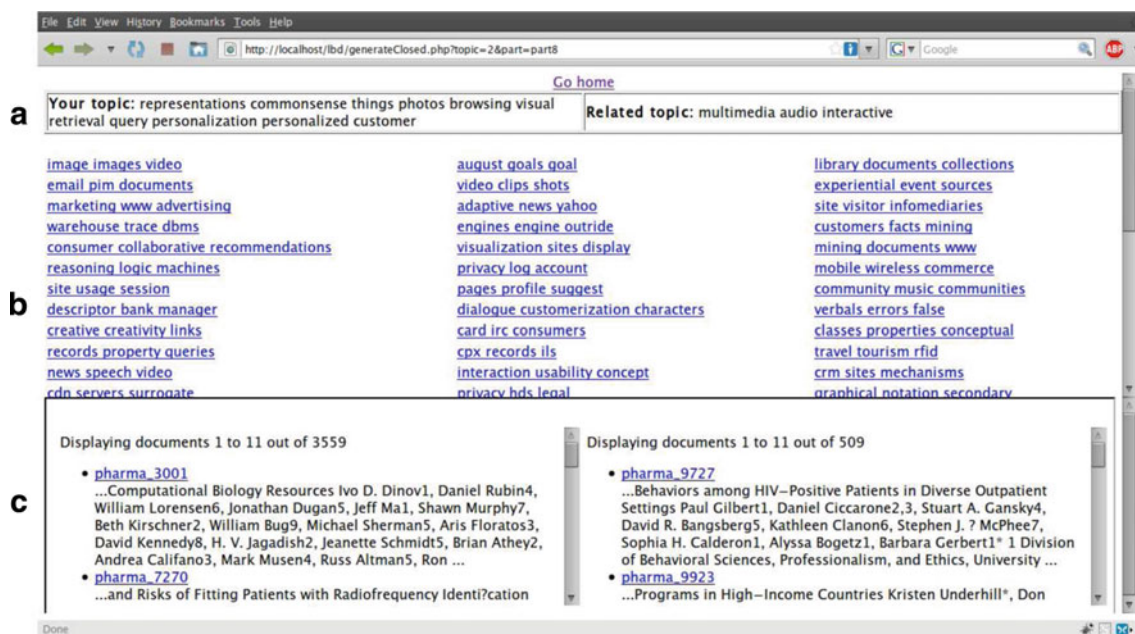 File Edit View History Bookmarks Tools Help
http://localhost/lbd/generateClosed.php?topic=2&part=part8
Google
ABP
Go home
a
Your topic: representations commonsense things photos browsing visual
retrieval query personalization personalized customer
Related topic: multimedia audio interactive
b
image images video august goals goal library documents collections
email pim documents video clips shots experiential event sources
marketing www advertising adaptive news yahoo site visitor infomediaries
warehouse trace dbms engines engine outride customers facts mining
consumer collaborative recommendations visualization sites display mining documents www
reasoning logic machines privacy log account mobile wireless commerce
site usage session pages profile suggest community music communities
descriptor bank manager dialogue customerization characters verbals errors false
creative creativity links card irc consumers classes properties conceptual
records property queries cpx records ils travel tourism rfid
news speech video interaction usability concept crm sites mechanisms
cdn servers surrogate privacy hds legal graphical notation secondary
c
Displaying documents 1 to 11 out of 3559
pharma_3001
...Computational Biology Resources Ivo D. Dinov1, Daniel Rubin4,
William Lorensen6, Jonathan Dugan5, Jeff Ma1, Shawn Murphy7,
Beth Kirschner2, William Bug9, Michael Sherman5, Aris Floratos3,
David Kennedy8, H. V. Jagadish2, Jeanette Schmidt5, Brian Athey2,
Andrea Califano3, Mark Musen4, Russ Altman5, Ron ...
pharma_7270
...and Risks of Fitting Patients with Radiofrequency Identi?cation
Displaying documents 1 to 11 out of 509
pharma_9727
...Behaviors among HIV−Positive Patients in Diverse Outpatient
Settings Paul Gilbert1, Daniel Ciccarone2,3, Stuart A. Gansky4,
David R. Bangsberg5, Kathleen Clanon6, Stephen J. ? McPhee7,
Sophia H. Calderon1, Alyssa Bogetz1, Barbara Gerbert1* 1 Division
of Behavioral Sciences, Professionalism, and Ethics, University ...
pharma_9923
...Programs in High−Income Countries Kristen Underhill*, Don
Done